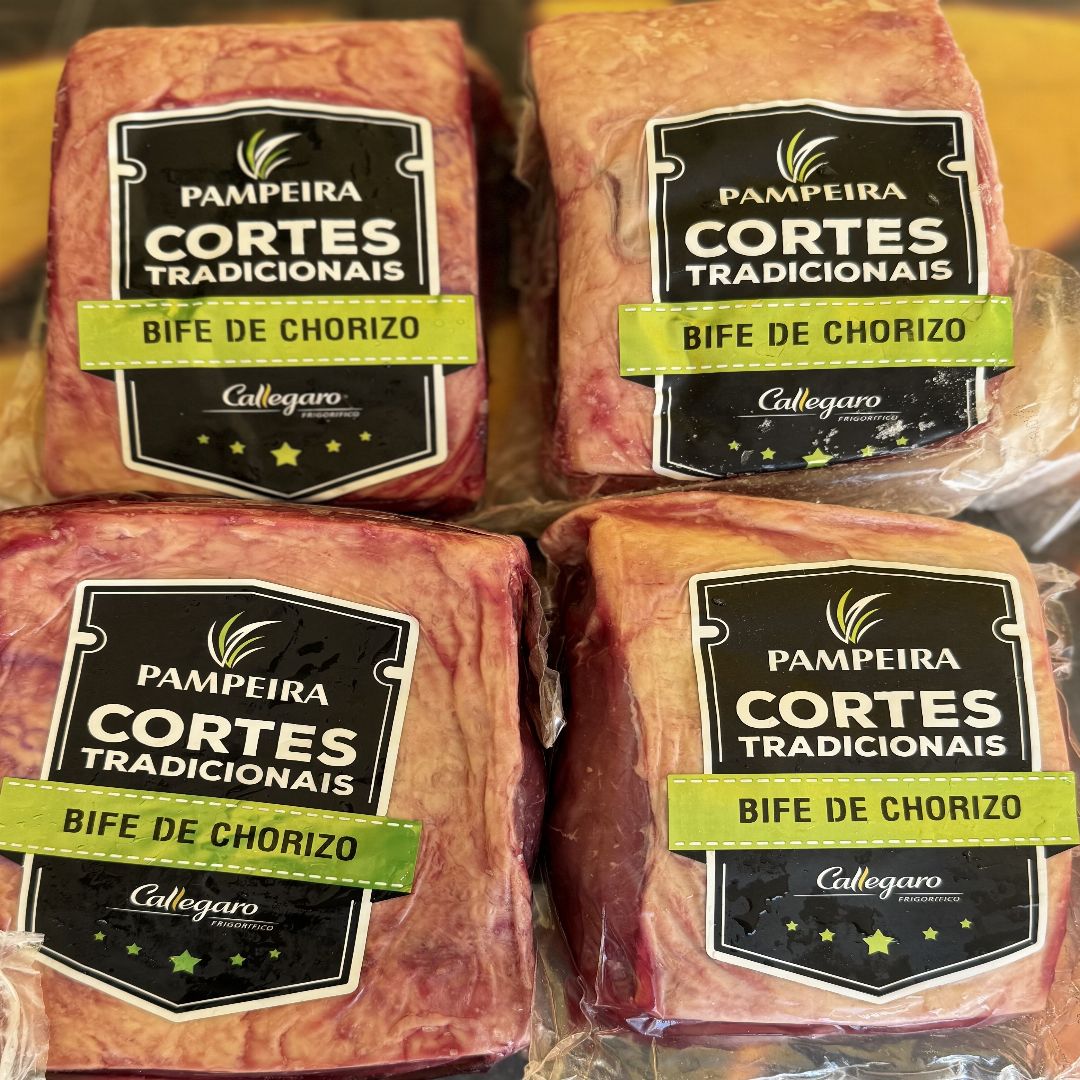 PAMPEIRA
CORTES
TRADICIONAIS
BIFE DE CHORIZO
Callegaro
FRIGORÍFICO
PAMPEIRA
CORTES
TRADICIONAIS
BIFE DE CHORIZO
Callegaro
FRIGORÍFICO
PAMPEIRA
CORTES
TRADICIONAIS
BIFE DE CHORIZO
Callegaro
FRIGORÍFICO
PAMPEIRA
CORTES
TRADICIONAIS
BIFE DE CHORIZO
Callegaro
FRIGORÍFICO